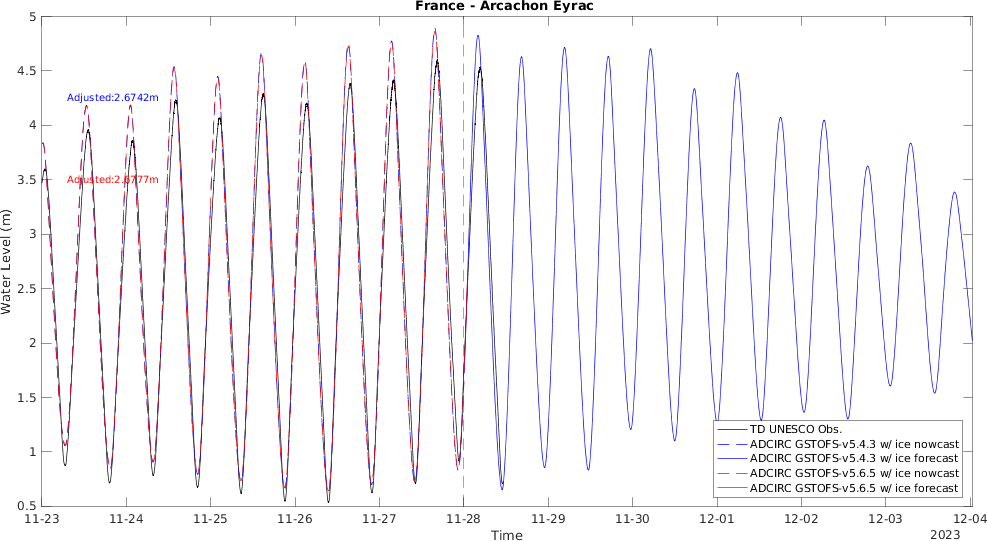 France - Arcachon Eyrac
5
4.5
4
3.5
3
2.5
2
1.5
1
0.5
Water Level (m)
Adjusted:2.6742m
Adjusted:2.6777m
TD UNESCO Obs.
ADCIRC GSTOFS-v5.4.3 w/ ice nowcast
ADCIRC GSTOFS-v5.4.3 w/ ice forecast
ADCIRC GSTOFS-v5.6.5 w/ ice nowcast
ADCIRC GSTOFS-v5.6.5 w/ ice forecast
11-23 11-24 11-25 11-26 11-27 11-28 11-29 11-30 12-01 12-02 12-03 12-04
Time
2023